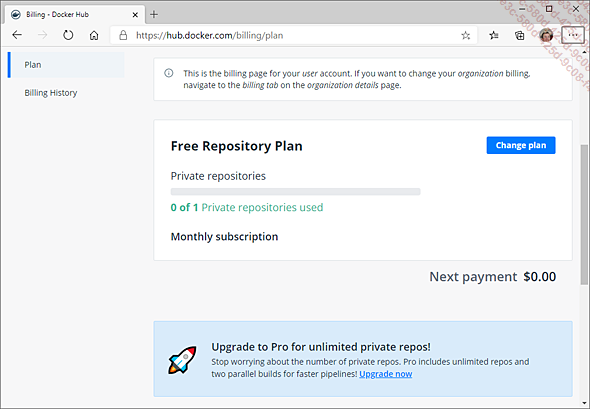 Billing - Docker Hub
https://hub.docker.com/billing/plan
Plan
Billing History
This is the billing page for your user account. If you want to change your organization billing,
navigate to the billing tab on the organization details page.
Free Repository Plan
Change plan
Private repositories
0 of 1 Private repositories used
Monthly subscription
Next payment $0.00
Upgrade to Pro for unlimited private repos!
Stop worrying about the number of private repos. Pro includes unlimited repos and
two parallel builds for faster pipelines! Upgrade now